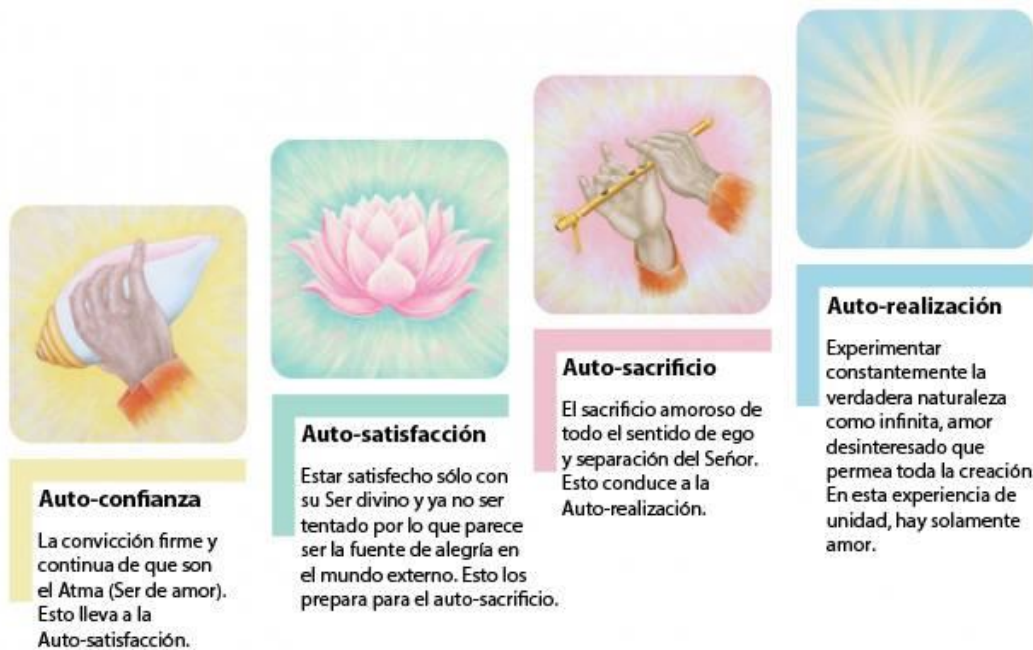 Auto-confianza
La convicción firme y
continua de que son
el Atma (Ser de amor).
Esto lleva a la
Auto-satisfacción.
Auto-satisfacción
Estar satisfecho sólo con
su Ser divino y ya no ser
tentado por lo que parece
ser la fuente de alegría en
el mundo externo. Esto los
prepara para el auto-sacrificio.
Auto-sacrificio
El sacrificio amoroso de
todo el sentido de ego
y separación del Señor.
Esto conduce a la
Auto-realización.
Auto-realización
Experimentar
constantemente la
verdadera naturaleza
como infinita, amor
desinteresado que
permea toda la creación
En esta experiencia de
unidad, hay solamente
amor.